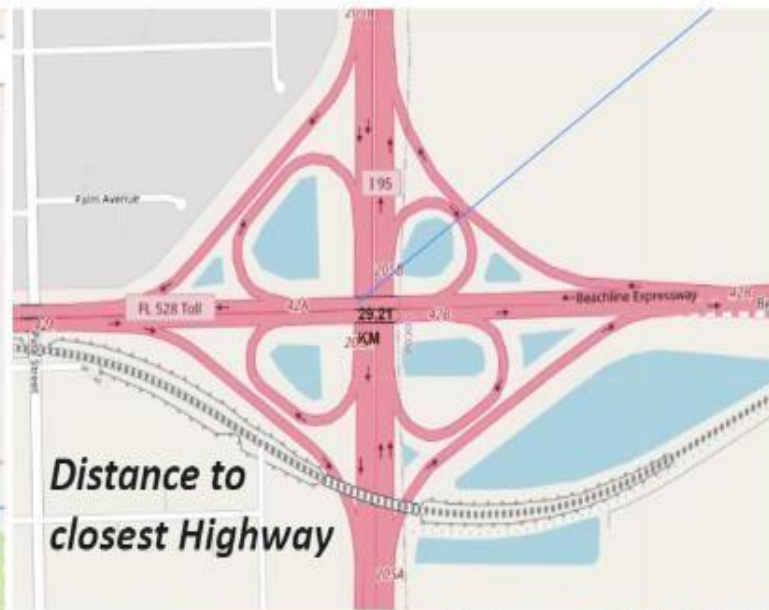 205B
Palm Avenue
I 95
205B
FL 528 Toll
42A
42B
Beachline Expressway
42B
29.21
KM
Distance to
closest Highway
205A